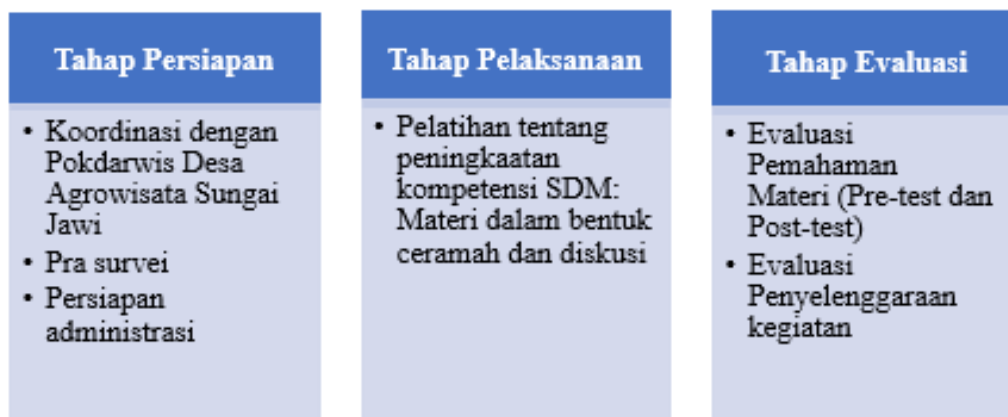 Tahap Persiapan
• Koordinasi dengan
Pokdarwis Desa
Agrowisata Sungai
Jawi
• Pra survei
• Persiapan
administrasi
Tahap Pelaksanaan
• Pelatihan tentang
peningkaatan
kompetensi SDM:
Materi dalam bentuk
ceramah dan diskusi
Tahap Evaluasi
• Evaluasi
Pemahaman
Materi (Pre-test dan
Post-test)
• Evaluasi
Penyelenggaraan
kegiatan